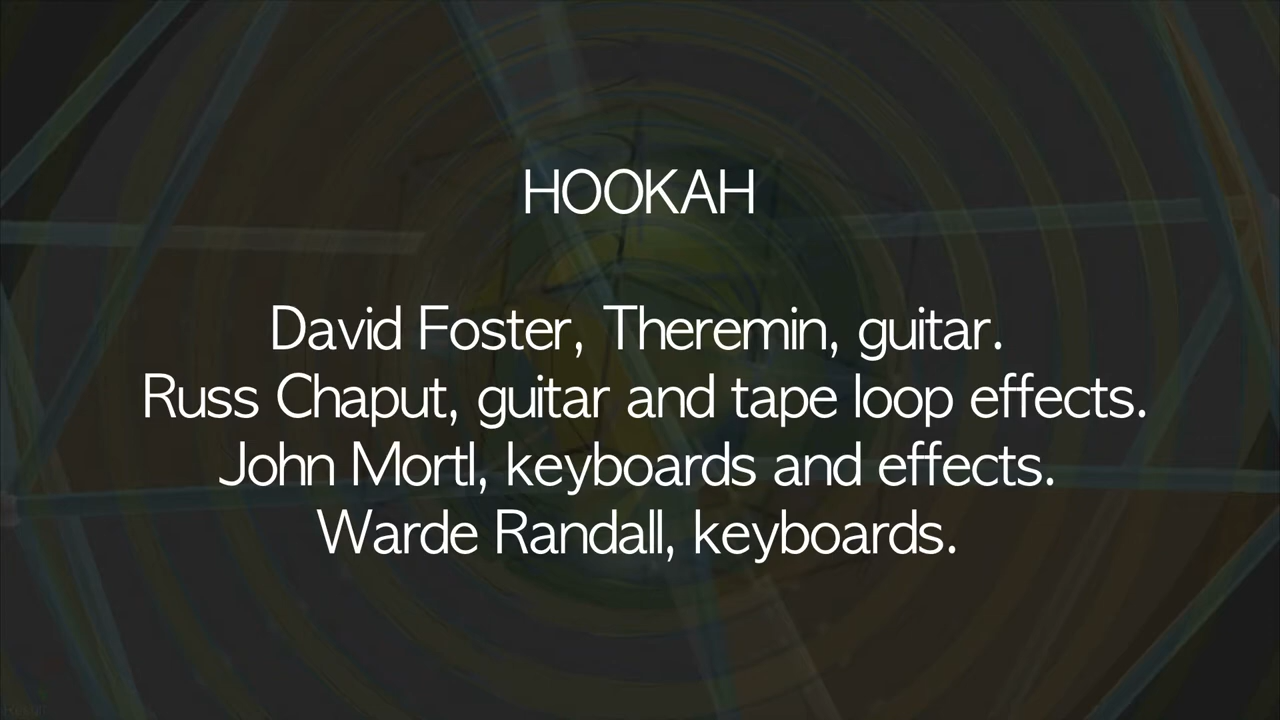 HOOKAH
David Foster, Theremin, guitar.
Russ Chaput, guitar and tape loop effects.
John Mortl, keyboards and effects.
Warde Randall, keyboards.